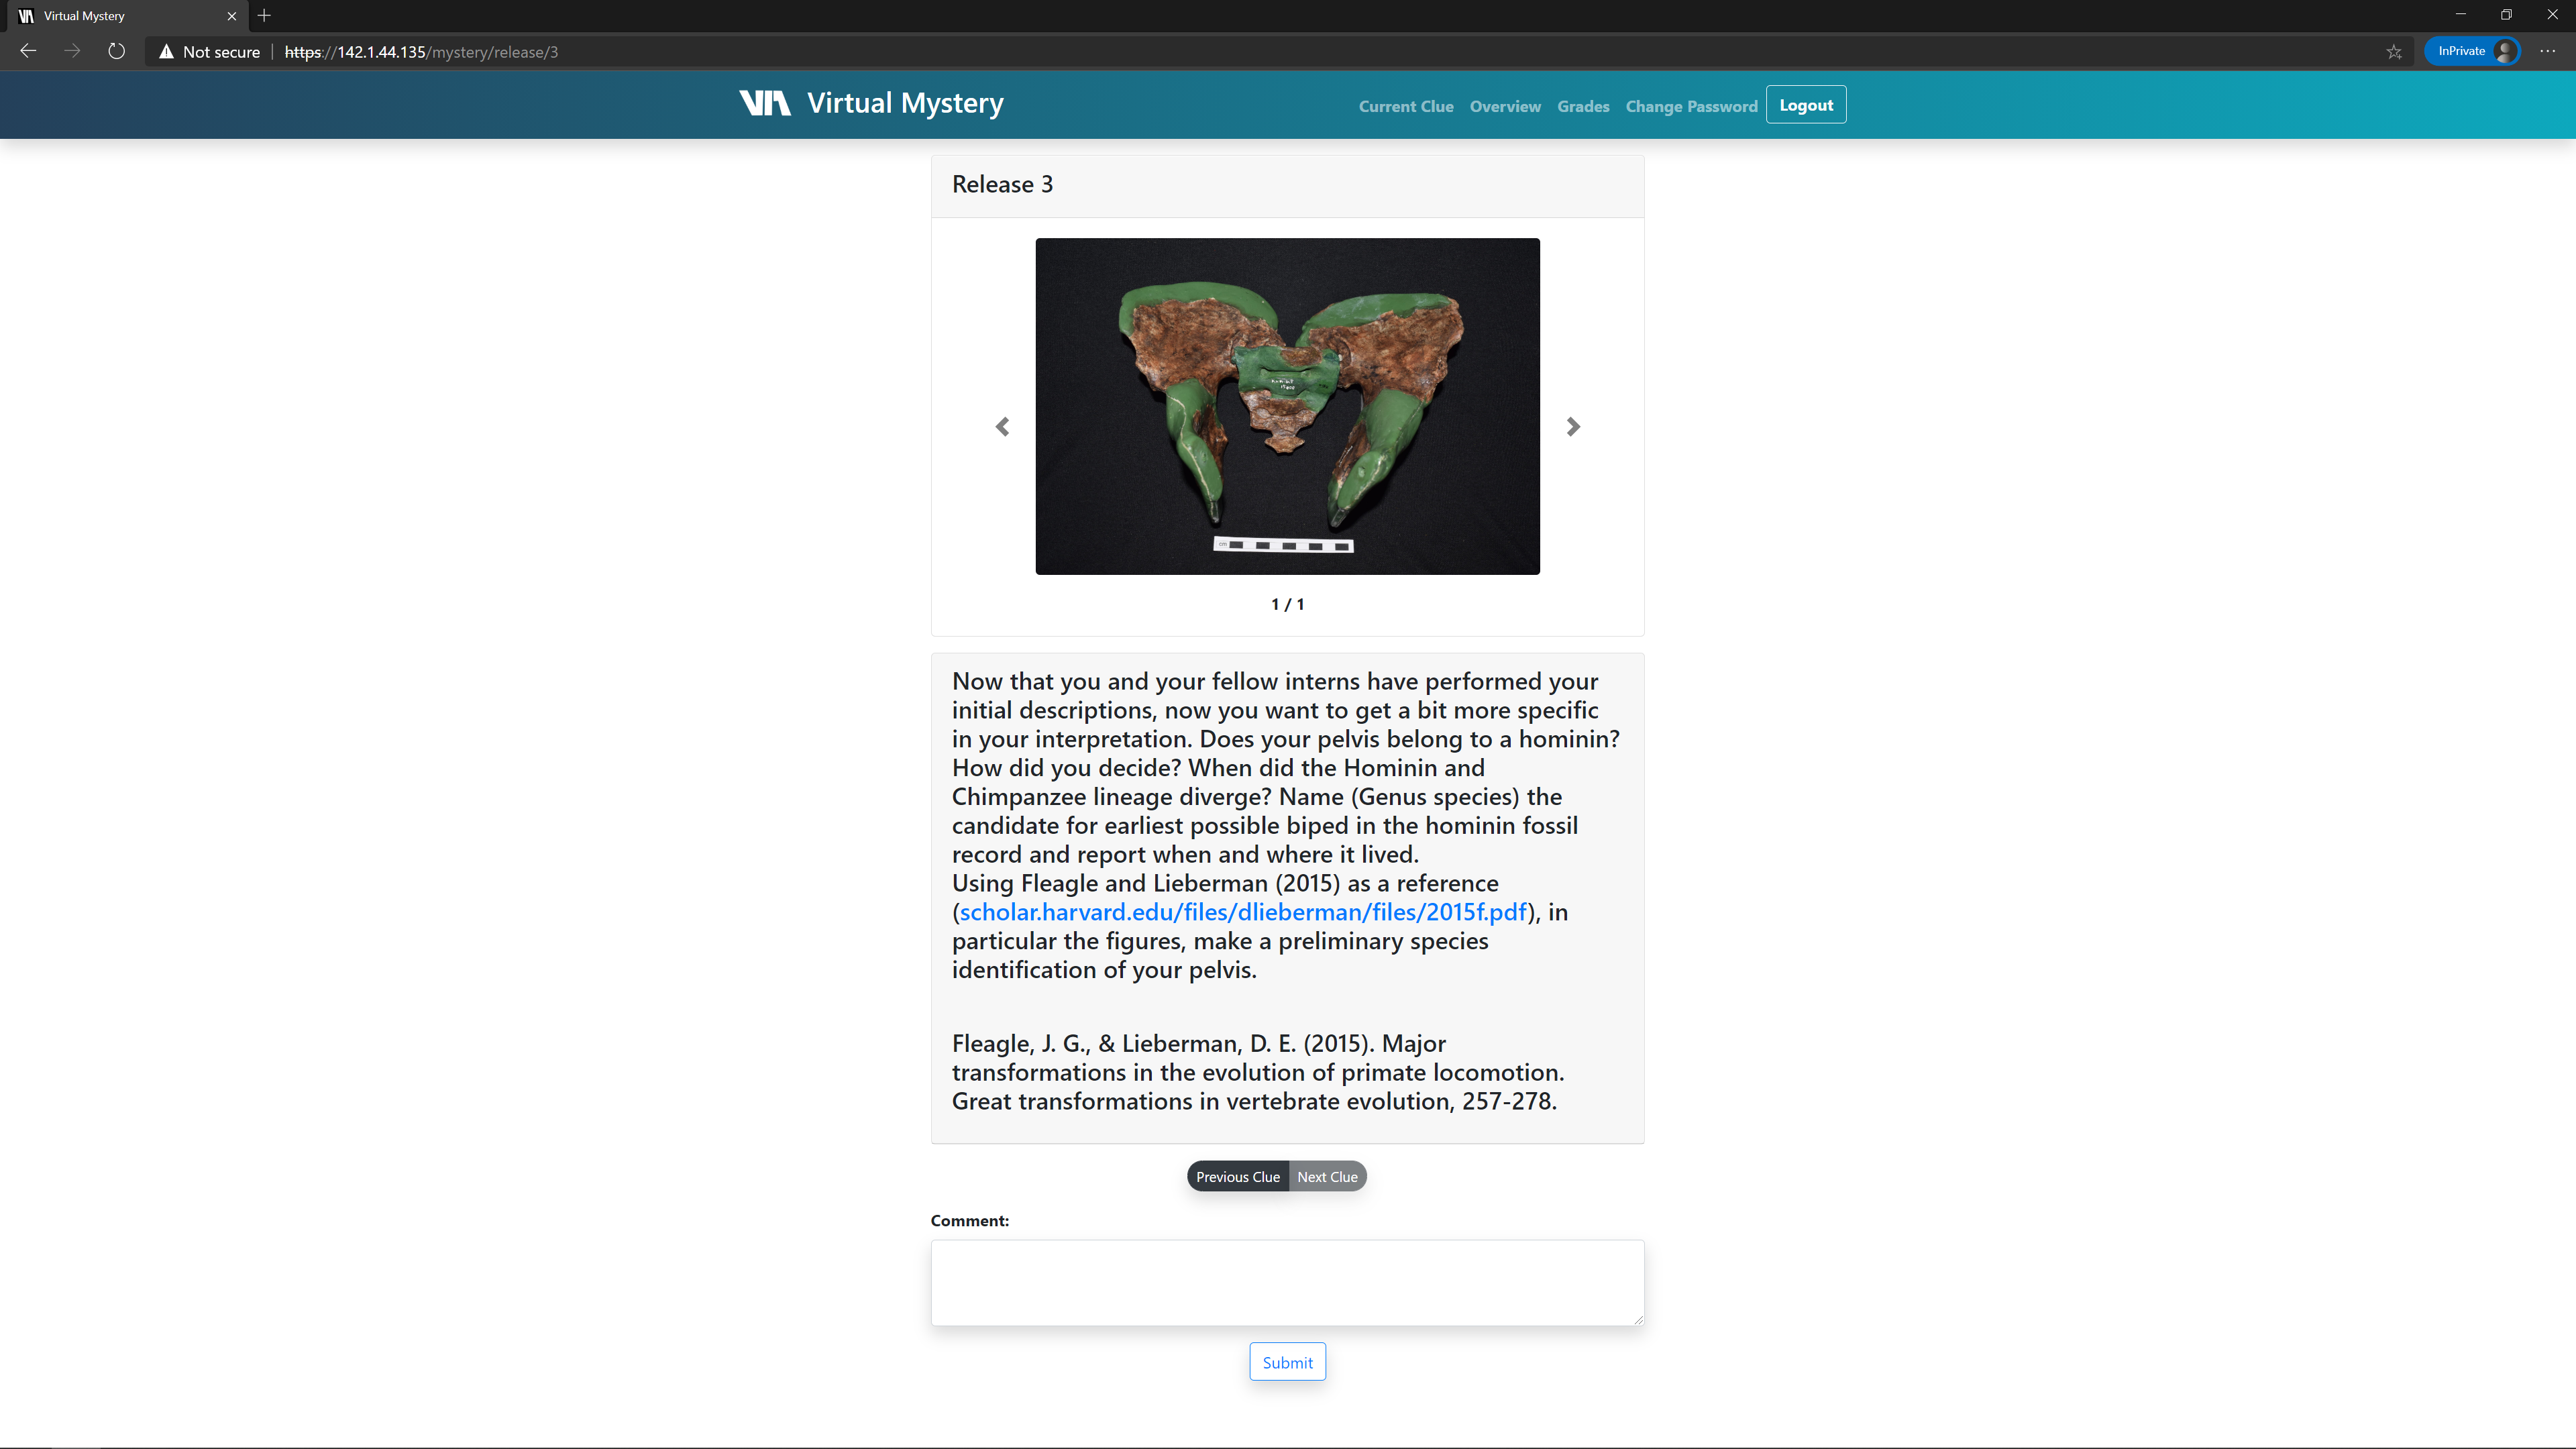 Virtual Mystery
Not secure
https://142.1.44.135/mystery/release/3
InPrivate
Virtual Mystery
Current Clue
Overview
Grades
Change Password
Logout
Release 3
cm
1 / 1
Now that you and your fellow interns have performed your
initial descriptions, now you want to get a bit more specific
in your interpretation. Does your pelvis belong to a hominin?
How did you decide? When did the Hominin and
Chimpanzee lineage diverge? Name (Genus species) the
candidate for earliest possible biped in the hominin fossil
record and report when and where it lived.
Using Fleagle and Lieberman (2015) as a reference
(scholar.harvard.edu/files/dlieberman/files/2015f.pdf), in
particular the figures, make a preliminary species
identification of your pelvis.
Fleagle, J. G., & Lieberman, D. E. (2015). Major
transformations in the evolution of primate locomotion.
Great transformations in vertebrate evolution, 257-278.
Previous Clue
Next Clue
Comment:
Submit